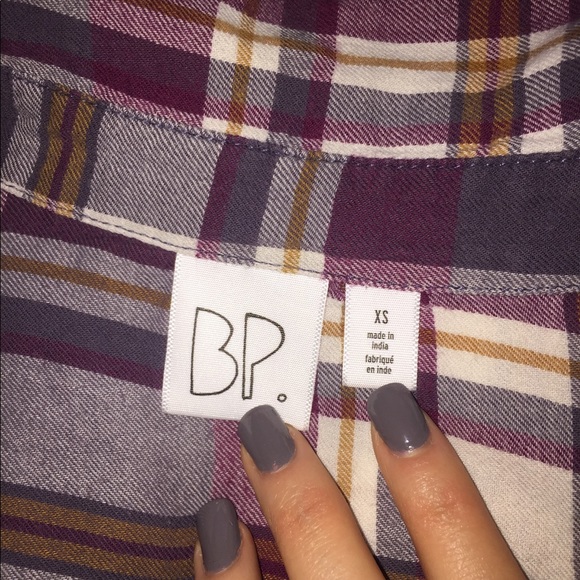 BP.
XS
made in
india
fabriqué
en inde